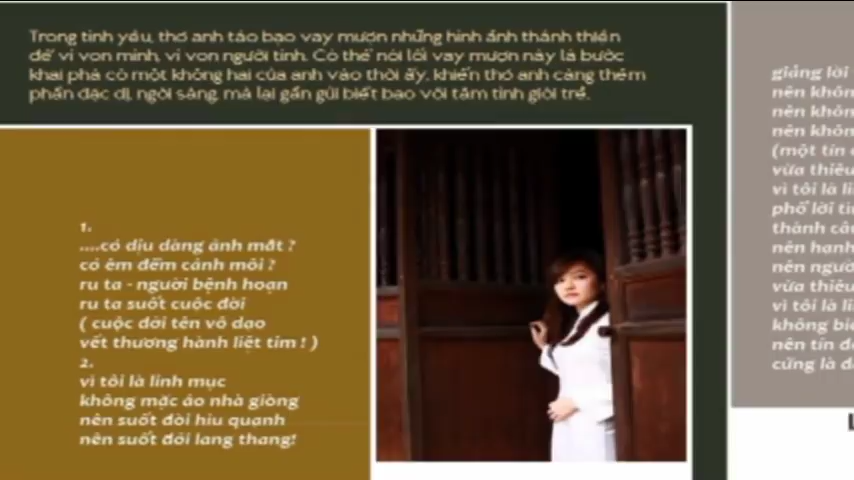 Trong tình yêu, thơ anh táo bạo vay mượn những hình ảnh thánh thiện
để ví von mình, ví von người tình. Có thể nói lối vay mượn này là bước
khai phá có một không hai của anh vào thời ấy, khiến thơ anh càng thêm
phần đặc dị, ngời sáng, mà lại gần gũi biết bao với tâm tình giới trẻ.
1.
....có dịu dàng ánh mắt ?
có êm đềm cánh môi ?
ru ta - người bệnh hoạn
ru ta suốt cuộc đời
( cuộc đời tên vô đạo
vết thương hành liệt tim ! )
2.
vì tôi là linh mục
không mặc áo nhà giòng
nên suốt đời hiu quạnh
nên suốt đời lang thang!
giảng lời
nên khôn
nên khôn
nên khôn
(một tín
vừa thiêu
vì tôi là li
phổ lời tì
thành câ
nên hạnh
nên ngườ
vừa thiêu
vì tôi là li
không biế
nên tín đ
cũng là đ
L